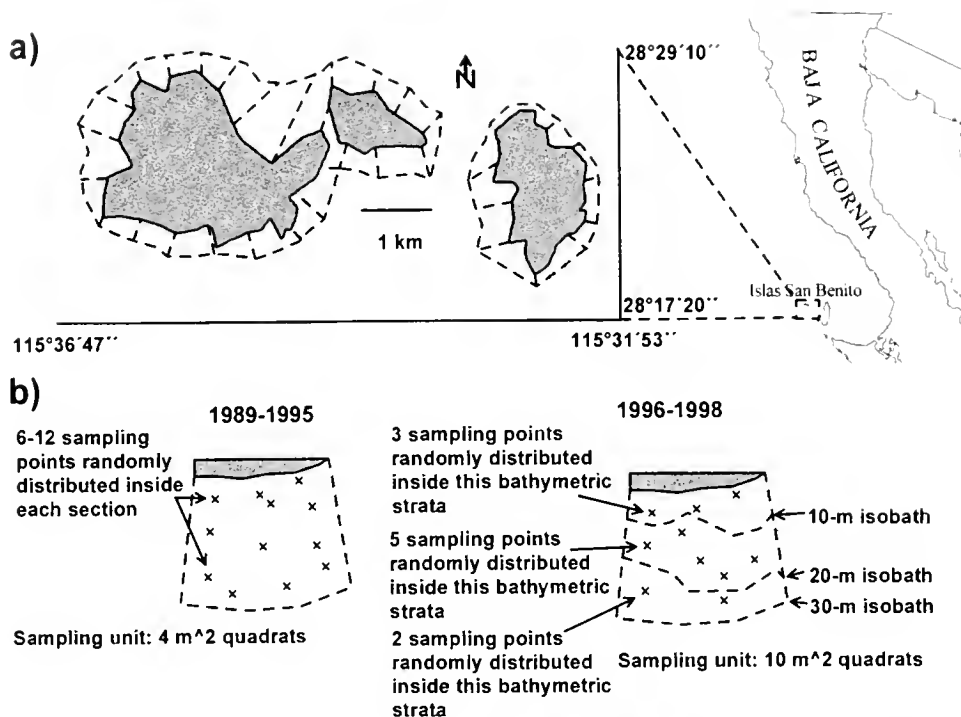 a)
N
1 km
28°29´10´´
28°17´20´´
115°36´47´´
115°31´53´´
BAJA CALIFORNIA
Islas San Benito
b)
1989-1995
6-12 sampling
points randomly
distributed inside
each section
Sampling unit: 4 m^2 quadrats
1996-1998
3 sampling points
randomly distributed
inside this bathymetric
strata
5 sampling points
randomly distributed
inside this bathymetric
strata
2 sampling points
randomly distributed
inside this bathymetric
strata
10-m isobath
20-m isobath
30-m isobath
Sampling unit: 10 m^2 quadrats